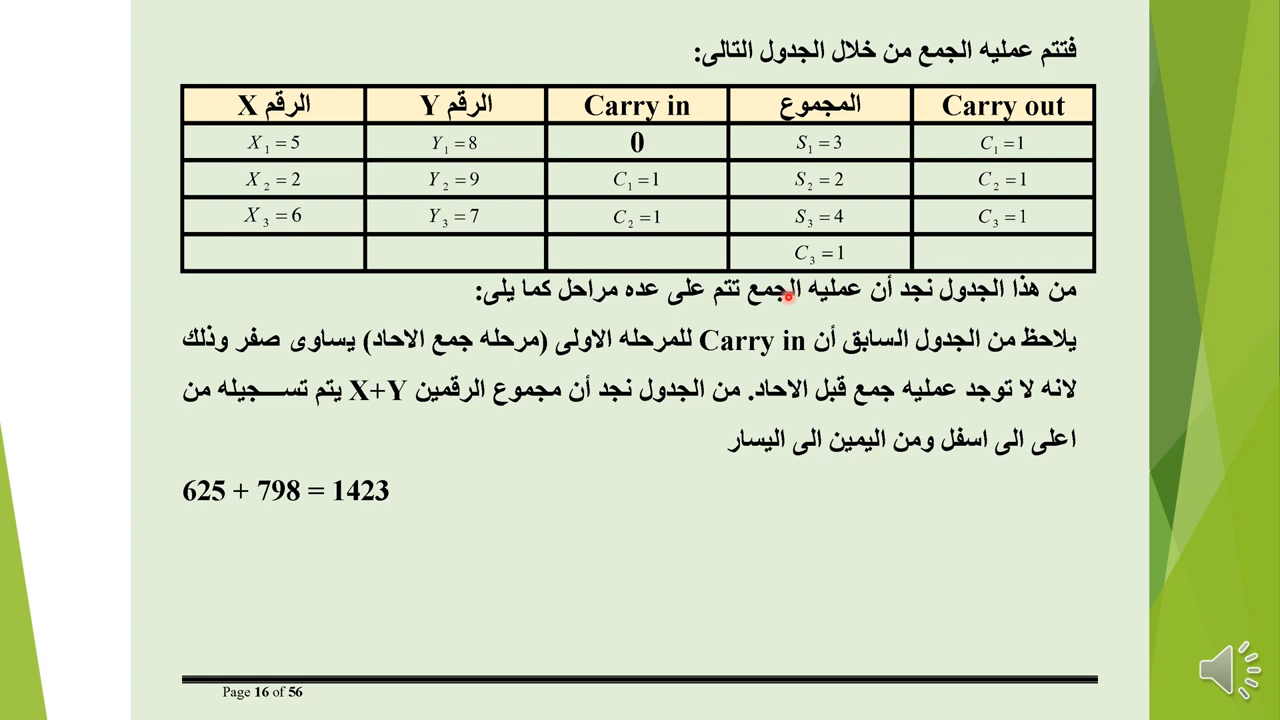 فتتم عمليه الجمع من خلال الجدول التالى:
الرقم X | الرقم Y | Carry in | المجموع | Carry out
X₁ = 5 | Y₁ = 8 | 0 | S₁ = 3 | C₁ = 1
X₂ = 2 | Y₂ = 9 | C₁ = 1 | S₂ = 2 | C₂ = 1
X₃ = 6 | Y₃ = 7 | C₂ = 1 | S₃ = 4 | C₃ = 1
C₃ = 1
من هذا الجدول نجد أن عمليه الجمع تتم على عده مراحل كما يلى:
يلاحظ من الجدول السابق أن Carry in للمرحله الاولى (مرحله جمع الاحاد) يساوى صفر وذلك
لانه لا توجد عمليه جمع قبل الاحاد. من الجدول نجد أن مجموع الرقمين X+Y يتم تسجيله من
اعلى الى اسفل ومن اليمين الى اليسار
625 + 798 = 1423
Page 16 of 56